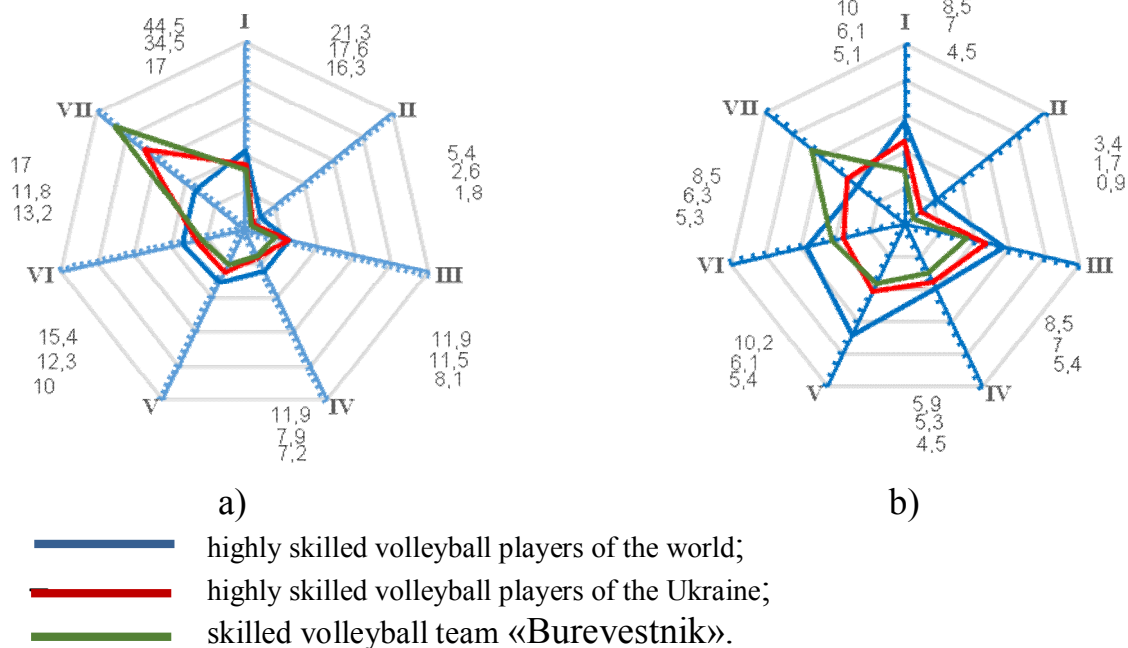 I
44,5
34,5
17
21,3
17,6
16,3
VII
II
5,4
2,6
1,8
17
11,8
13,2
VI
III
15,4
12,3
10
11,9
11,5
8,1
V
IV
11,9
7,9
7,2
a)
10
6,1
5,1
8,5
7
4,5
I
VII
II
3,4
1,7
0,9
8,5
6,3
5,3
VI
III
10,2
6,1
5,4
8,5
7
5,4
V
IV
5,9
5,3
4,5
b)
highly skilled volleyball players of the world;
highly skilled volleyball players of the Ukraine;
skilled volleyball team «Burevestnik».